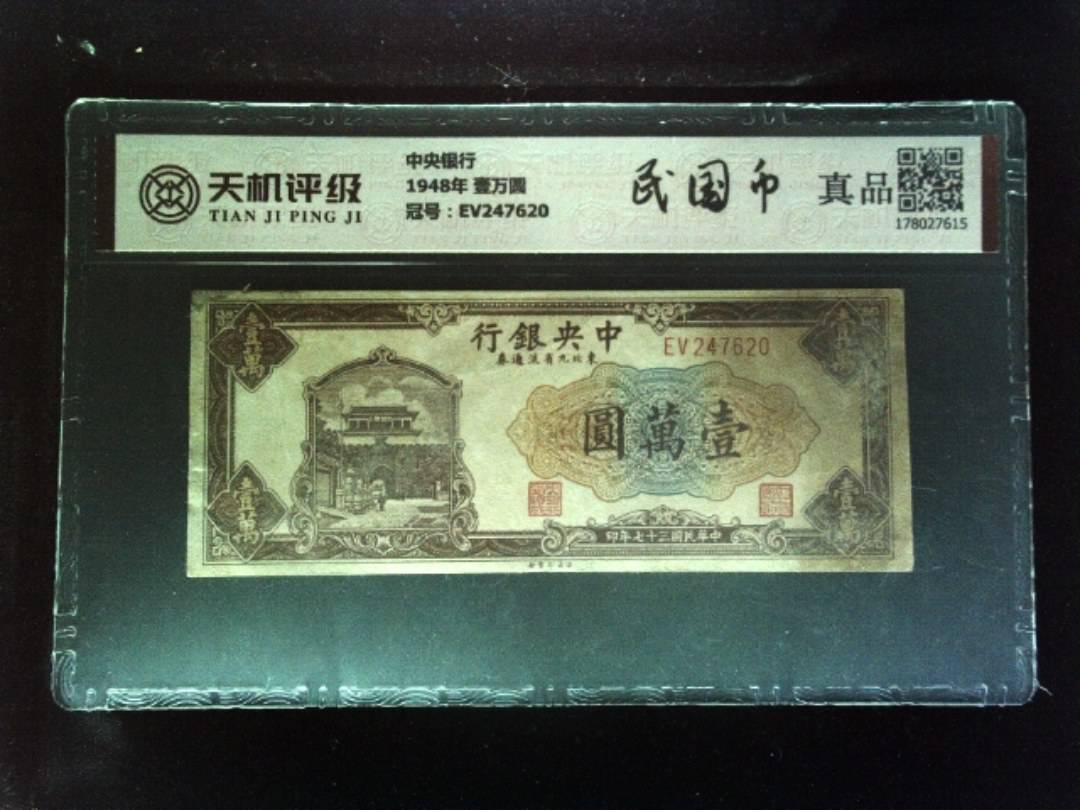 天机评级
TIAN JI PING JI
中央银行
1948年 壹万圆
冠号：EV247620
民国币
真品
178027615
中央銀行
東北九省流通券
EV247620
壹萬
壹萬
壹萬圓
壹萬
壹萬
中華民國三十七年印